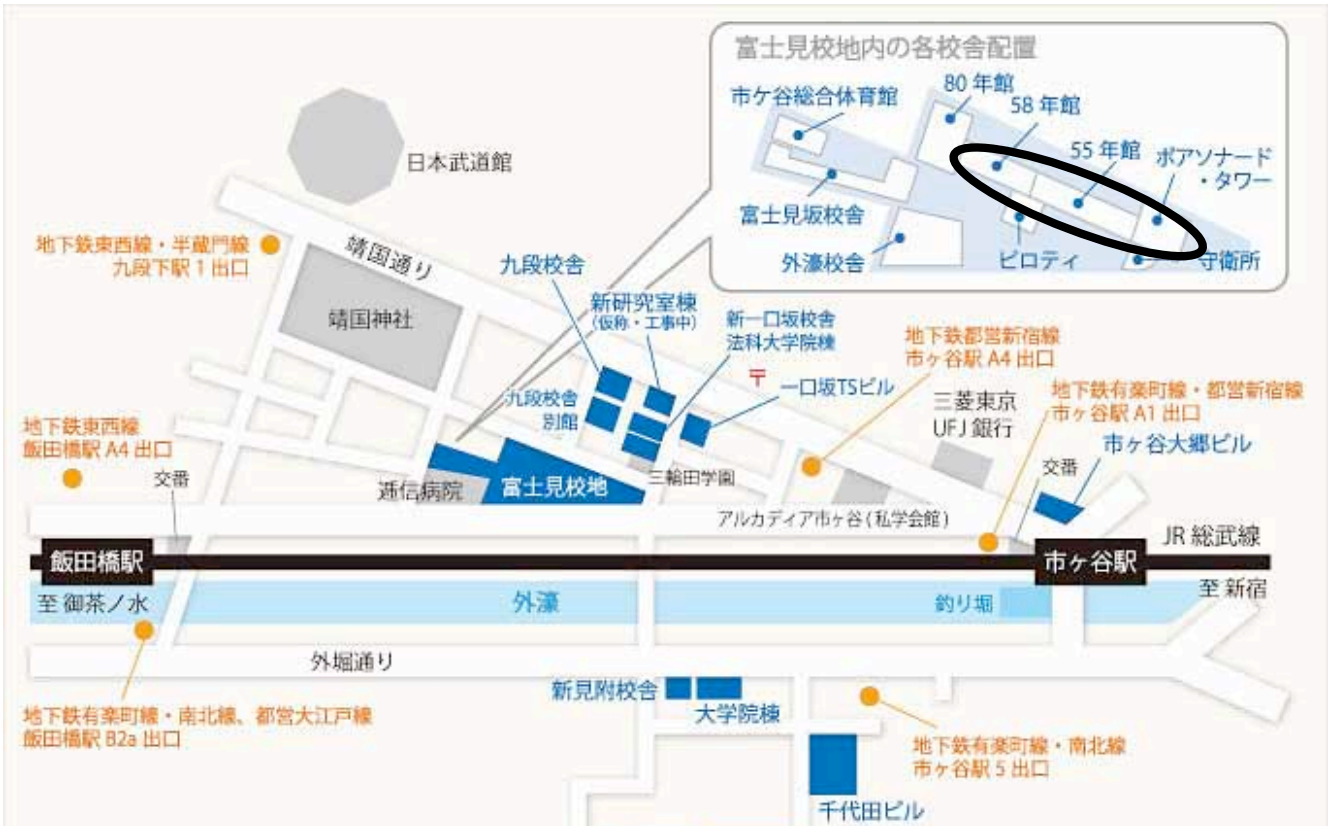 富士見校地内の各校舎配置
市ケ谷総合体育館
80 年館
58 年館
55 年館
ボアソナード
・タワー
富士見坂校舎
外濠校舎
ピロティ
守衛所
日本武道館
地下鉄東西線・半蔵門線
九段下駅 1 出口
靖国通り
靖国神社
九段校舎
新研究室棟
(仮称・工事中)
新一口坂校舎
法科大学院棟
〒
一口坂TSビル
地下鉄都営新宿線
市ヶ谷駅 A4 出口
三菱東京
UFJ 銀行
地下鉄有楽町線・都営新宿線
市ヶ谷駅 A1 出口
市ヶ谷大郷ビル
交番
九段校舎
別館
地下鉄東西線
飯田橋駅 A4 出口
交番
逓信病院
富士見校地
三輪田学園
アルカディア市ヶ谷(私学会館)
飯田橋駅
市ヶ谷駅
JR 総武線
至 御茶ノ水
外濠
釣り堀
至 新宿
外堀通り
新見附校舎
大学院棟
地下鉄有楽町線・南北線、都営大江戸線
飯田橋駅 B2a 出口
地下鉄有楽町線・南北線
市ヶ谷駅 5 出口
千代田ビル